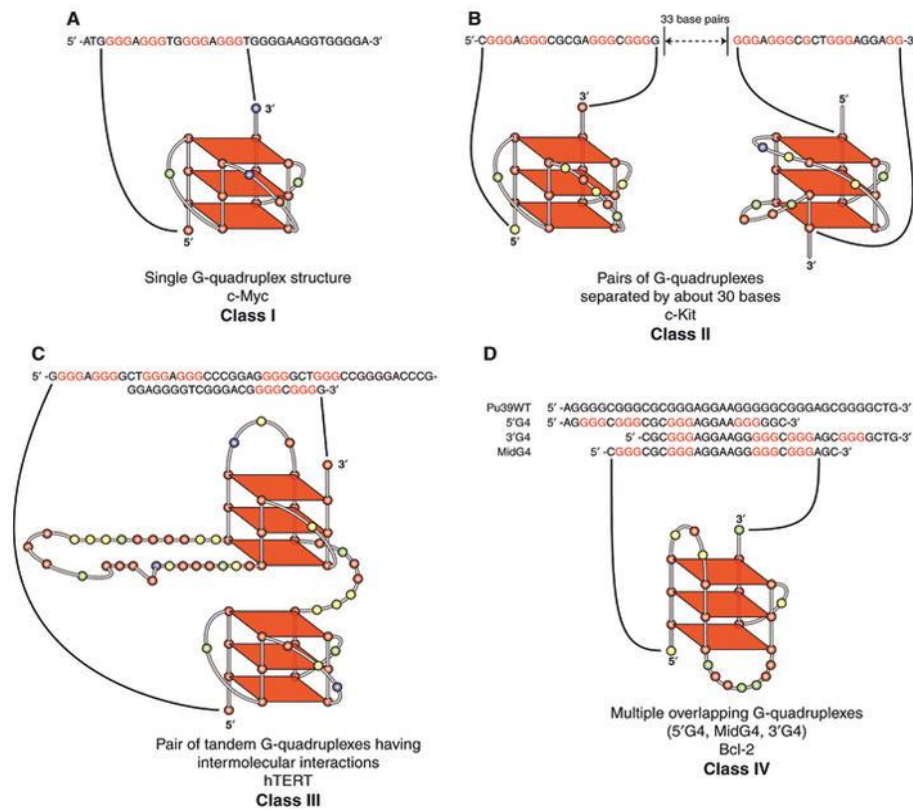 A
5′ -ATGGGGAGGGTGGGGAGGGTGGGGAAGGTGGGGA-3′
3′
5′
Single G-quadruplex structure
c-Myc
Class I
B
33 base pairs
5′-CGGGAGGGCGCGAGGGCGGGG
GGGAGGGCGCTGGGAGGAGG-3′
3′
5′
5′
3′
Pairs of G-quadruplexes
separated by about 30 bases
c-Kit
Class II
C
5′ -GGGGAGGGGCTGGGAGGGCCCGGAGGGGGCTGGGCCGGGGACCCG-
GGAGGGGTCGGGACGGGGCGGGG-3′
3′
5′
Pair of tandem G-quadruplexes having
intermolecular interactions
hTERT
Class III
D
Pu39WT 5′ -AGGGGCGGGCGCGGGAGGAAGGGGGCGGGAGCGGGGCTG-3′
5′G4 5′ -AGGGGCGGGCGCGGGAGGAAGGGGGC-3′
3′G4 5′ -CGCGGGAGGAAGGGGGCGGGAGCGGGGCTG-3′
MidG4 5′ -CGGGCGCGGGAGGAAGGGGGCGGGAGC-3′
3′
5′
Multiple overlapping G-quadruplexes
(5′G4, MidG4, 3′G4)
Bcl-2
Class IV